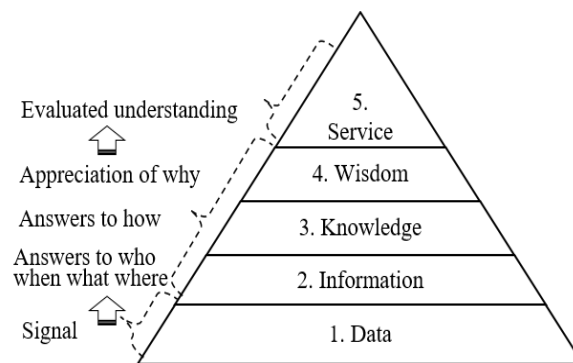 Evaluated understanding
Appreciation of why
Answers to how
Answers to who
when what where
Signal
5.
Service
4. Wisdom
3. Knowledge
2. Information
1. Data